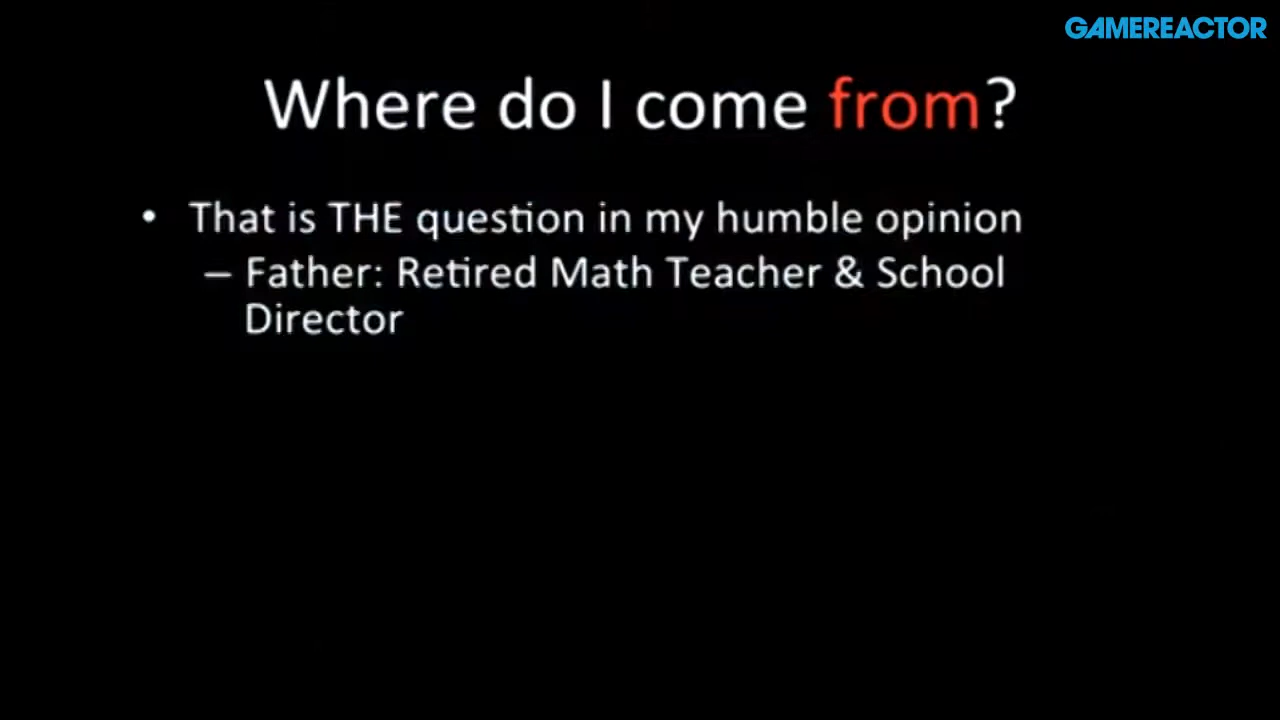 GAMEREACTOR
Where do I come from?
• That is THE question in my humble opinion
– Father: Retired Math Teacher & School
Director